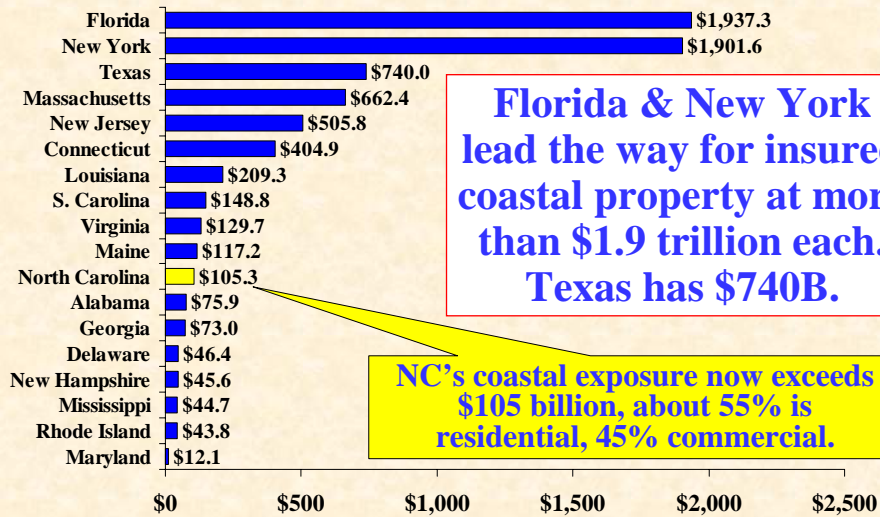 Florida $1,937.3
New York $1,901.6
Texas $740.0
Massachusetts $662.4
New Jersey $505.8
Connecticut $404.9
Louisiana $209.3
S. Carolina $148.8
Virginia $129.7
Maine $117.2
North Carolina $105.3
Alabama $75.9
Georgia $73.0
Delaware $46.4
New Hampshire $45.6
Mississippi $44.7
Rhode Island $43.8
Maryland $12.1
$0 $500 $1,000 $1,500 $2,000 $2,500
Florida & New York
lead the way for insure
coastal property at mor
than $1.9 trillion each.
Texas has $740B.
NC's coastal exposure now exceeds
$105 billion, about 55% is
residential, 45% commercial.